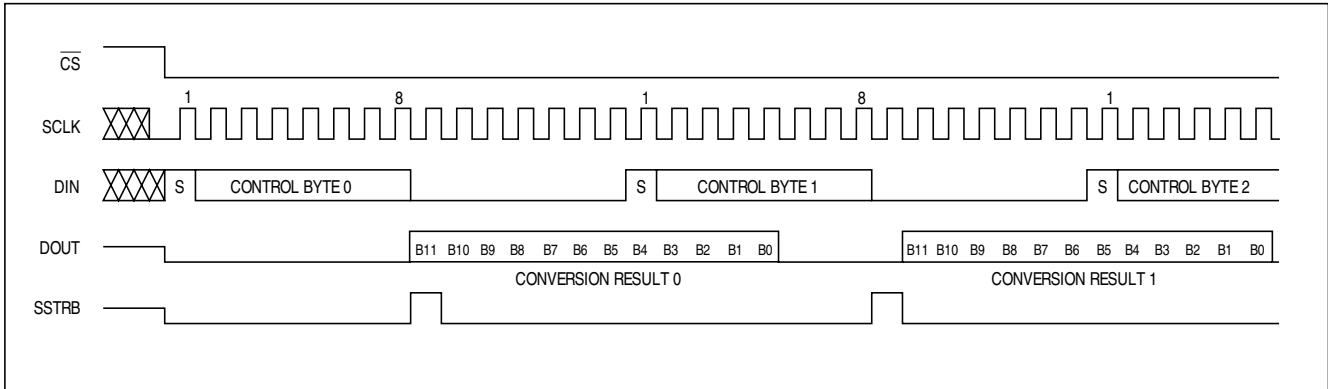 CS
1 8 1 8 1
SCLK
DIN S CONTROL BYTE 0 S CONTROL BYTE 1 S CONTROL BYTE 2
DOUT B11 B10 B9 B8 B7 B6 B5 B4 B3 B2 B1 B0 B11 B10 B9 B8 B7 B6 B5 B4 B3 B2 B1 B0
CONVERSION RESULT 0 CONVERSION RESULT 1
SSTRB